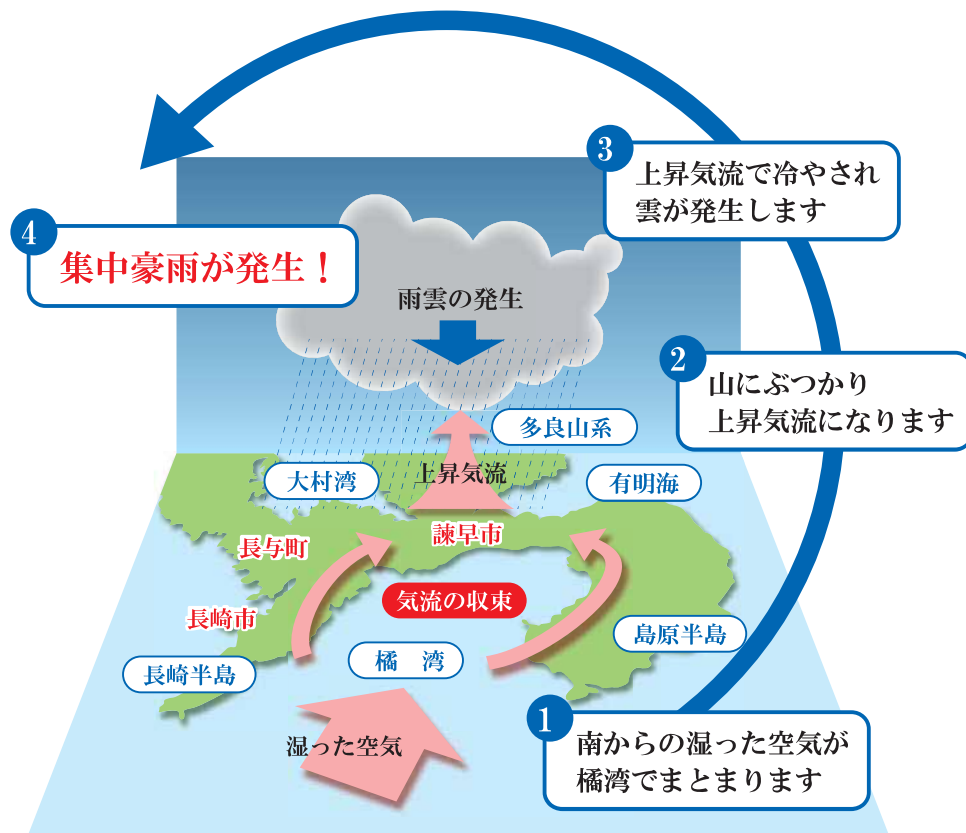 3
上昇気流で冷やされ
雲が発生します
4
集中豪雨が発生！
雨雲の発生
2
山にぶつかり
上昇気流になります
多良山系
大村湾
上昇気流
有明海
長与町
諫早市
気流の収束
長崎市
島原半島
長崎半島
橘 湾
1
南からの湿った空気が
橘湾でまとまります
湿った空気